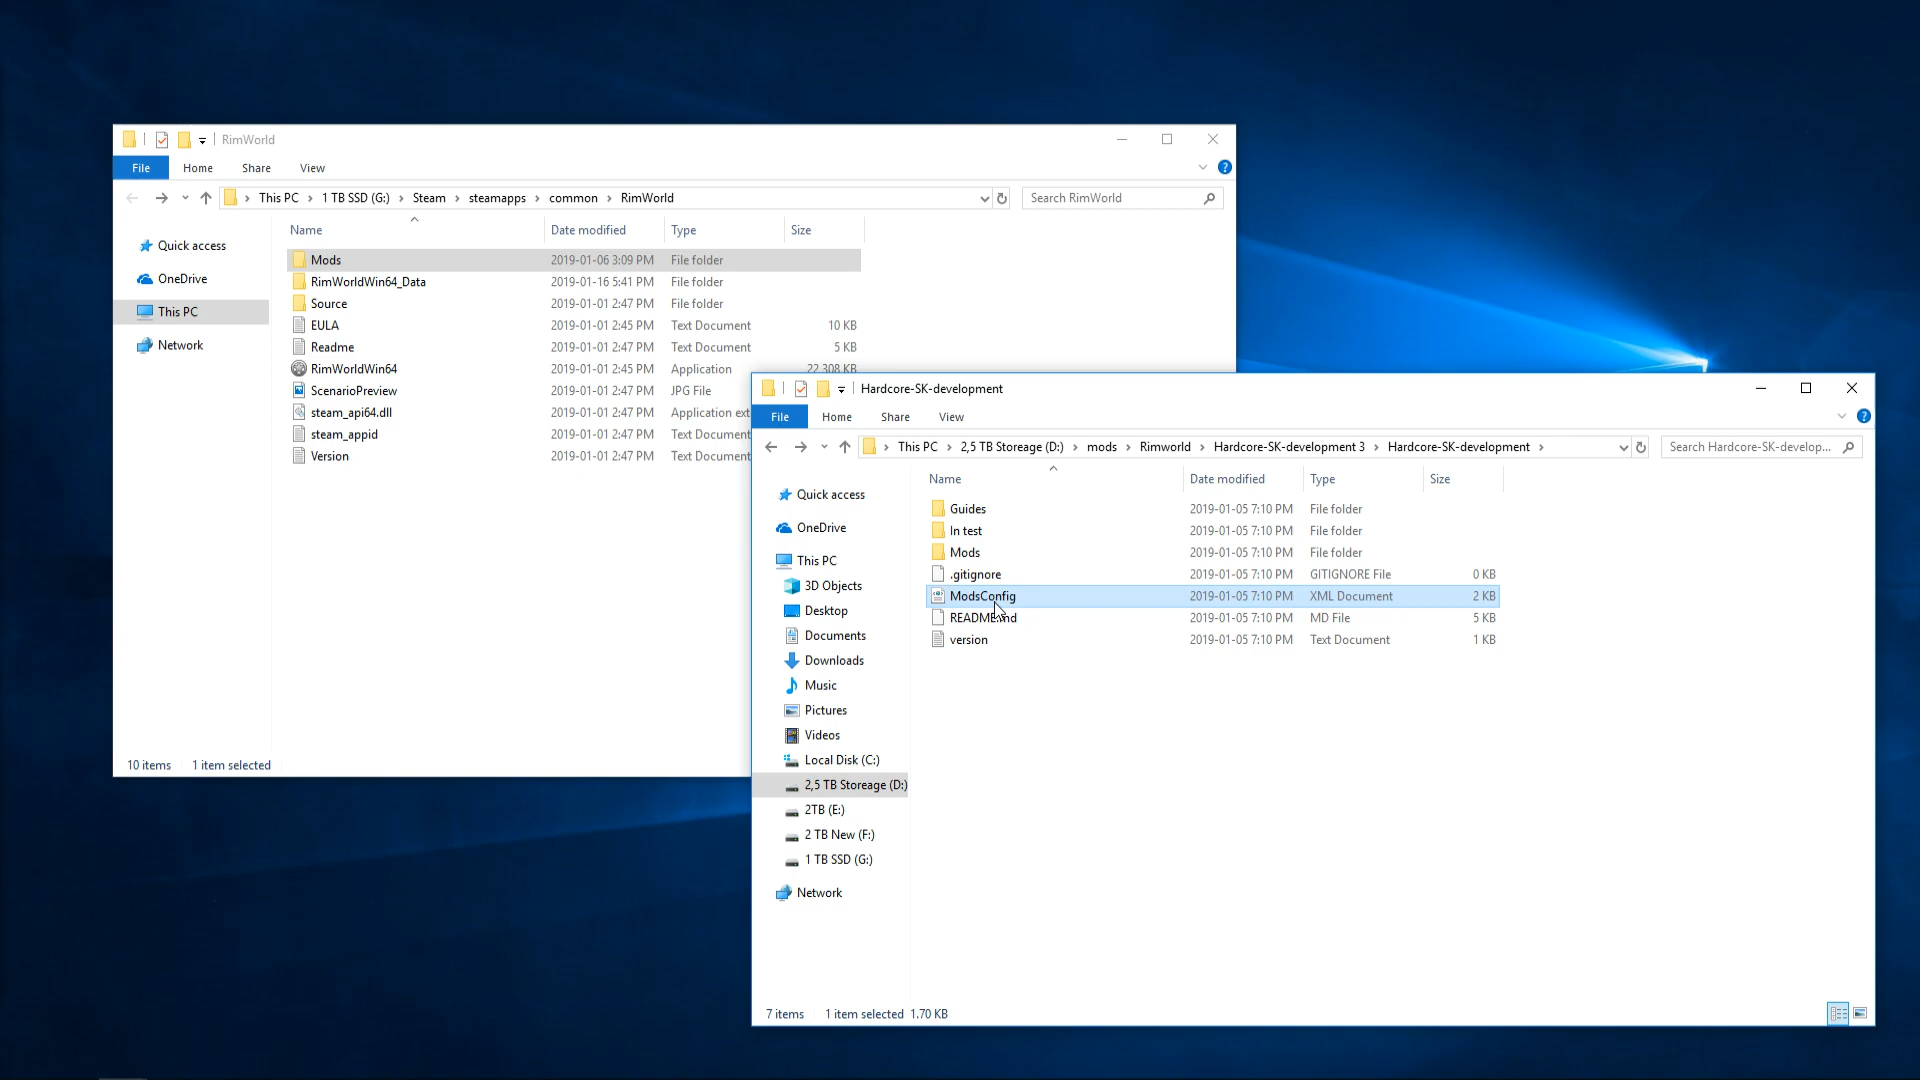 RimWorld
File Home Share View
This PC 1 TB SSD (G:) Steam steamapps common RimWorld
Search RimWorld
Quick access
OneDrive
This PC
Network
Name Date modified Type Size
Mods 2019-01-06 3:09 PM File folder
RimWorldWin64_Data 2019-01-16 5:41 PM File folder
Source 2019-01-01 2:47 PM File folder
EULA 2019-01-01 2:45 PM Text Document 10 KB
Readme 2019-01-01 2:47 PM Text Document 5 KB
RimWorldWin64 2019-01-01 2:45 PM Application 22 308 KB
ScenarioPreview 2019-01-01 2:47 PM JPG File
steam_api64.dll 2019-01-01 2:47 PM Application ext
steam_appid 2019-01-01 2:47 PM Text Document
Version 2019-01-01 2:47 PM Text Document
10 items 1 item selected
Hardcore-SK-development
File Home Share View
This PC 2,5 TB Storeage (D:) mods Rimworld Hardcore-SK-development 3 Hardcore-SK-development
Search Hardcore-SK-develop...
Quick access
OneDrive
This PC
3D Objects
Desktop
Documents
Downloads
Music
Pictures
Videos
Local Disk (C:)
2,5 TB Storeage (D:)
2TB (E:)
2 TB New (F:)
1 TB SSD (G:)
Network
Name Date modified Type Size
Guides 2019-01-05 7:10 PM File folder
In test 2019-01-05 7:10 PM File folder
Mods 2019-01-05 7:10 PM File folder
.gitignore 2019-01-05 7:10 PM GITIGNORE File 0 KB
ModsConfig 2019-01-05 7:10 PM XML Document 2 KB
README.md 2019-01-05 7:10 PM MD File 5 KB
version 2019-01-05 7:10 PM Text Document 1 KB
7 items 1 item selected 1.70 KB